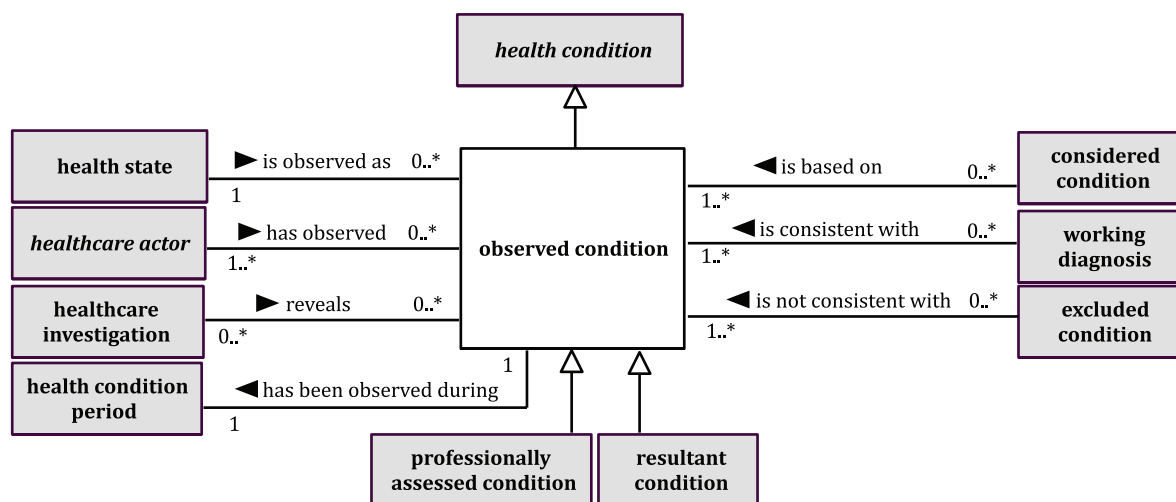 health condition
health state
is observed as 0..*
1
healthcare actor
has observed 0..*
1..*
healthcare
investigation
reveals 0..*
0..*
health condition
period
has been observed during
1
1
observed condition
is based on 0..*
1..*
considered
condition
is consistent with 0..*
1..*
working
diagnosis
is not consistent with 0..*
1..*
excluded
condition
professionally
assessed condition
resultant
condition